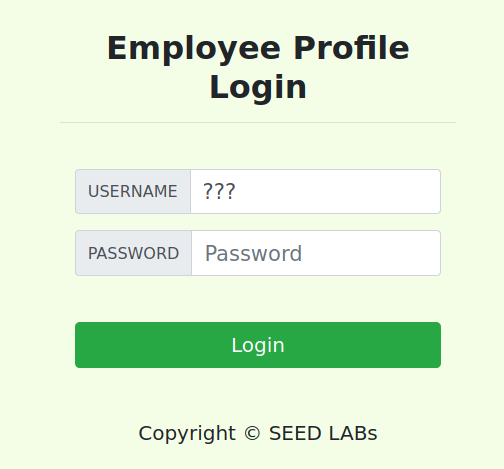 Employee Profile
Login
USERNAME ???
PASSWORD Password
Login
Copyright © SEED LABs